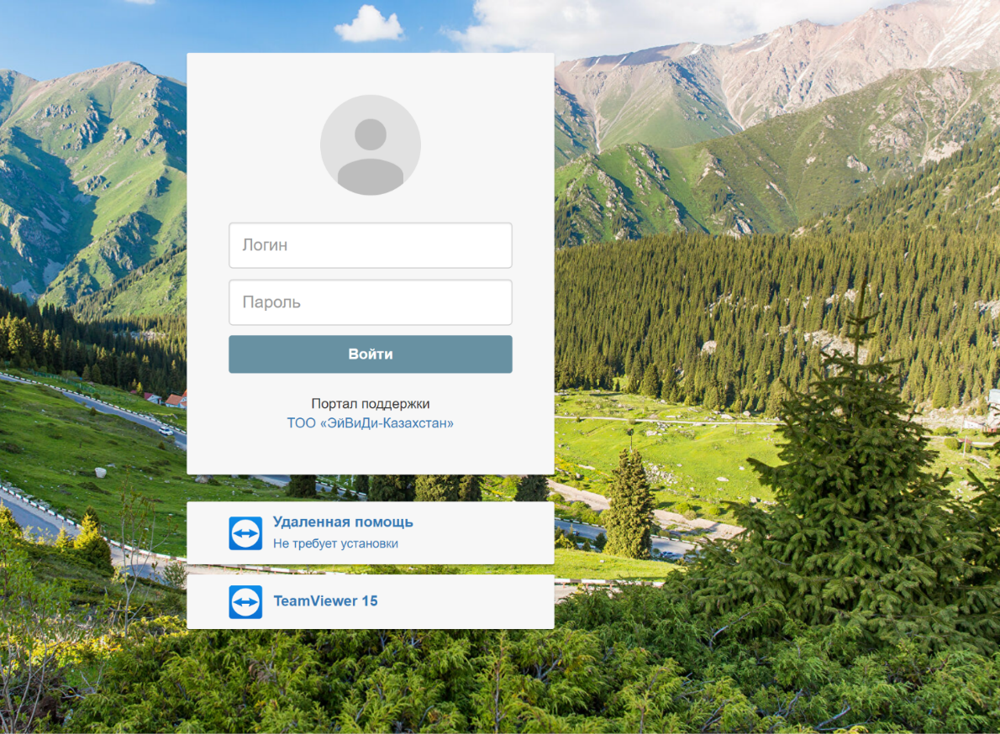 Логин
Пароль
Войти
Портал поддержки
ТОО «ЭйВиДи-Казахстан»
Удаленная помощь
Не требует установки
TeamViewer 15